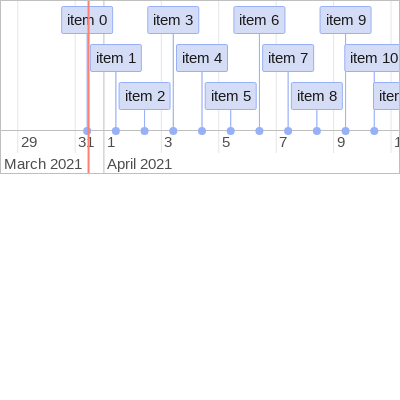 item 0 item 3 item 6 item 9
item 1 item 4 item 7 item 10
item 2 item 5 item 8
29 31 1 3 5 7 9
March 2021 April 2021